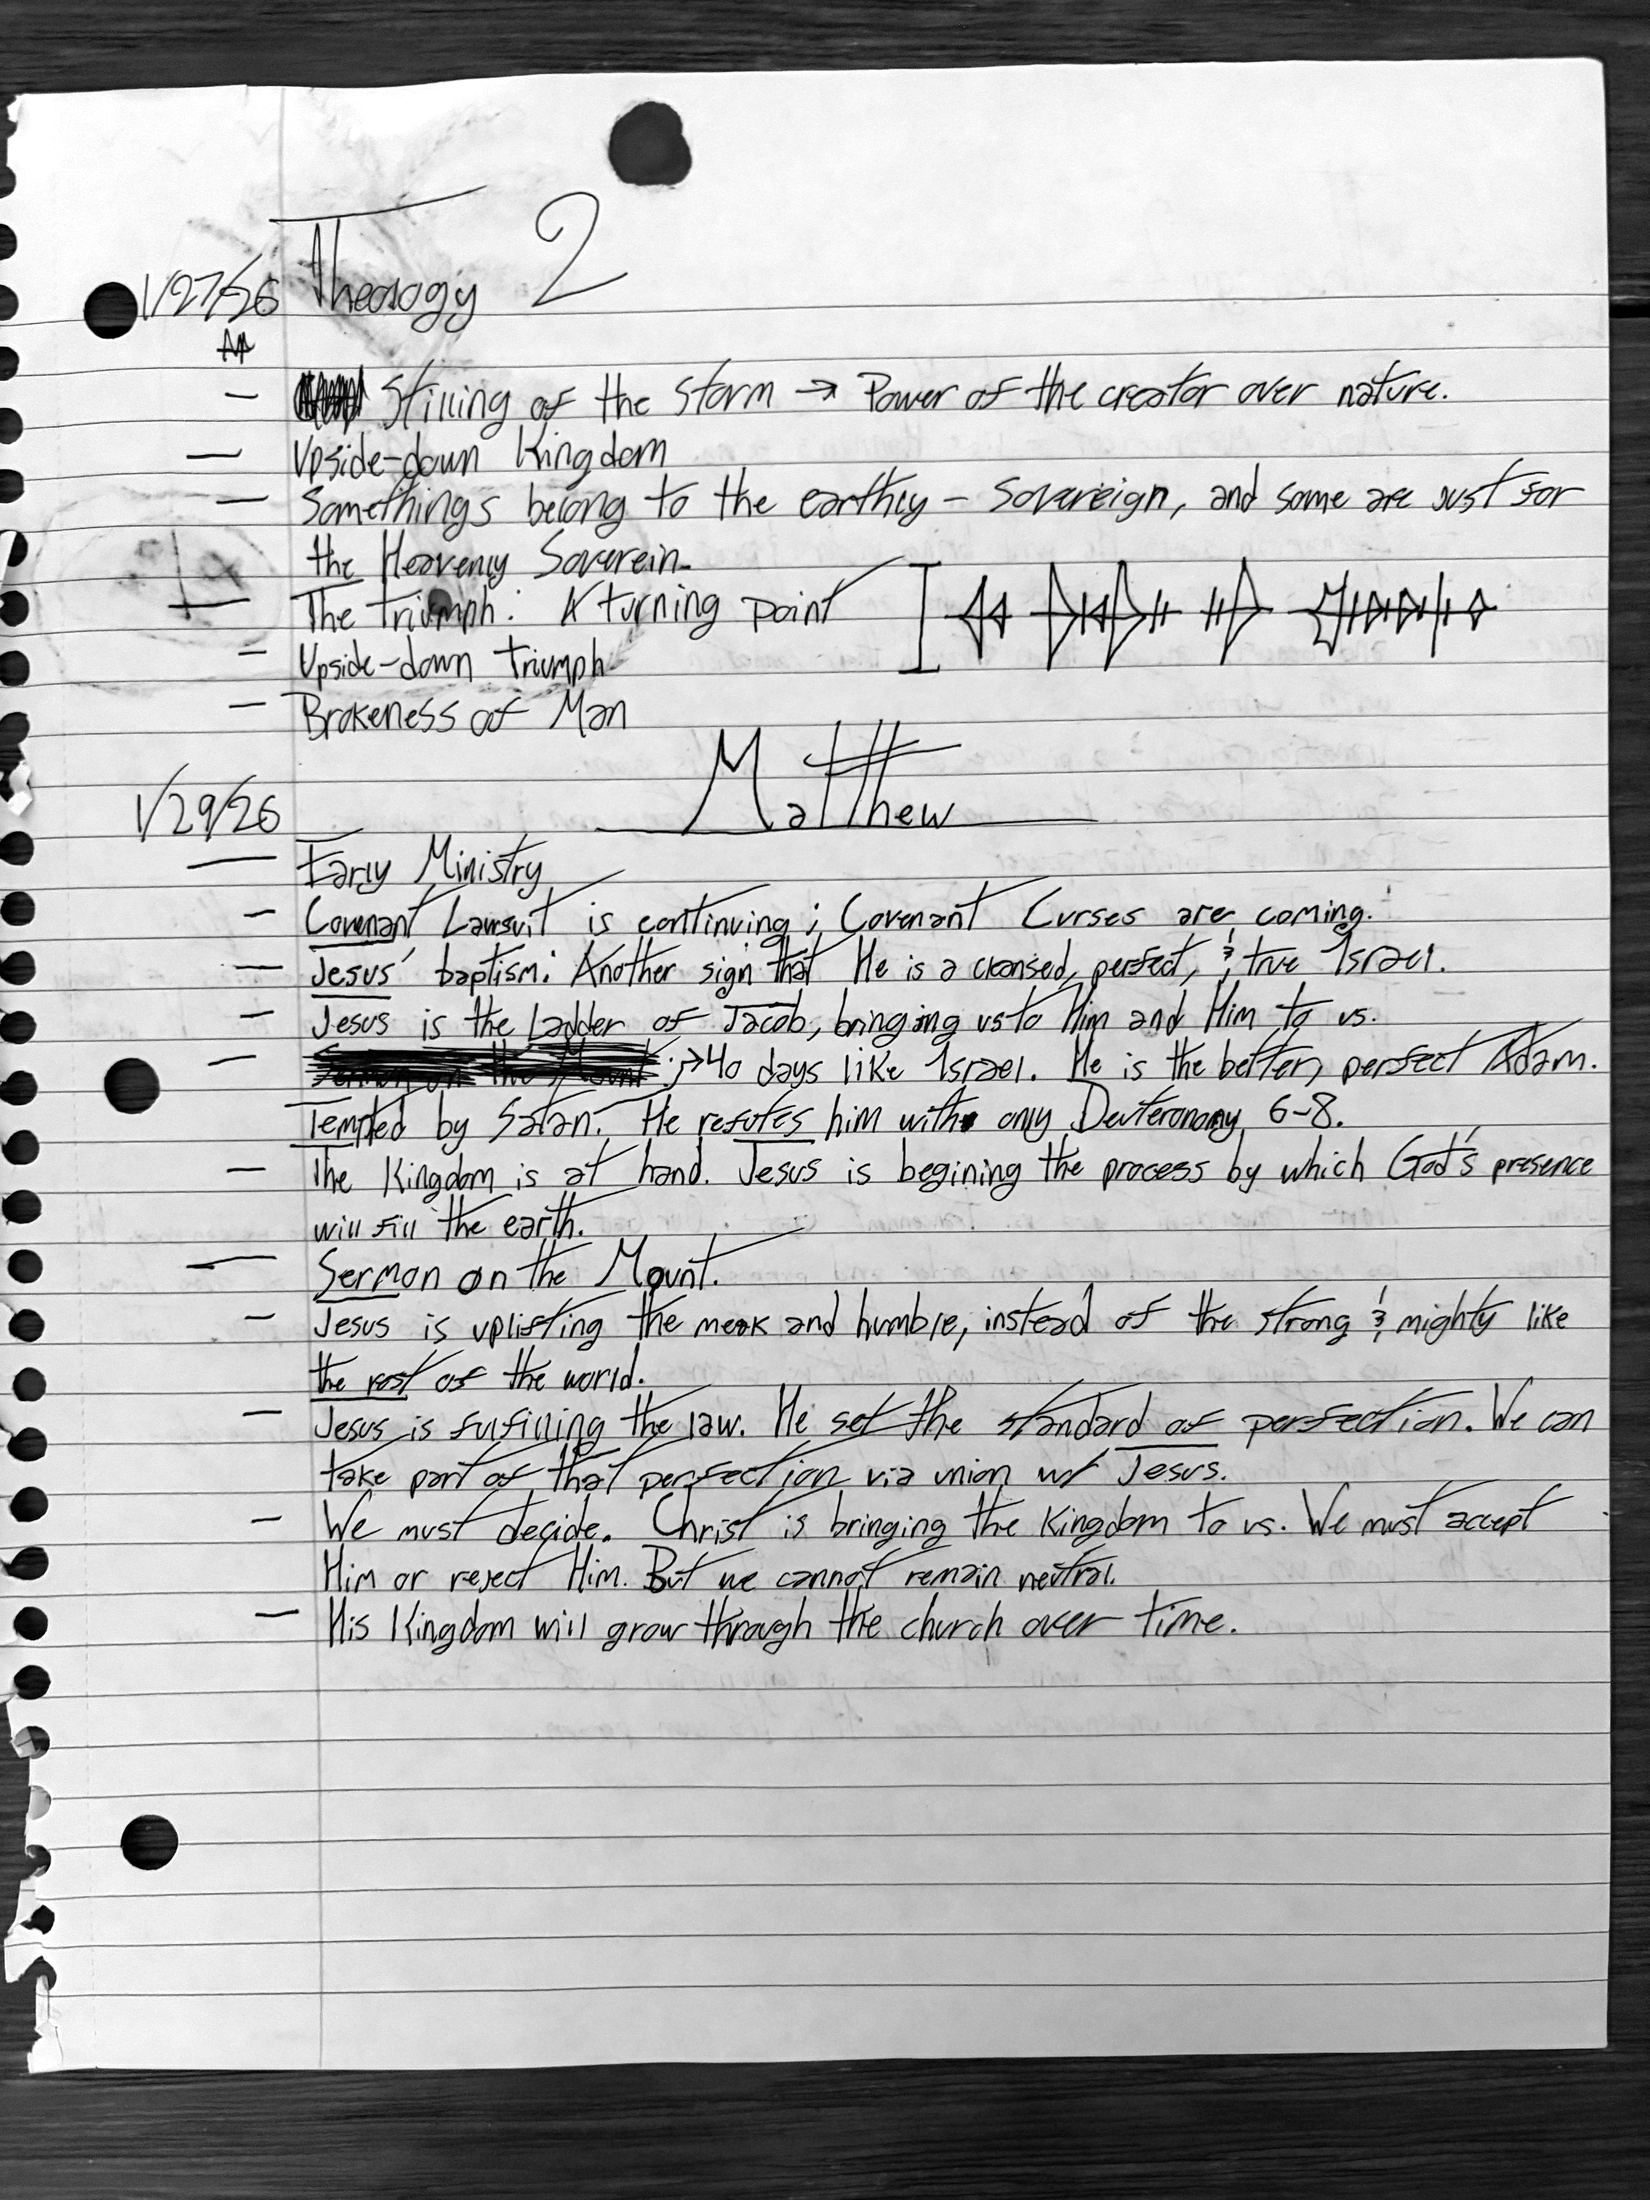 Theology 2
1/27/26
- Stilling of the storm → Power of the creator over nature.
- Upside-down Kingdom
- Somethings belong to the earthly - sovereign, and some are just for
the Heavenly Soverein.
- The triumph: A turning point
- Upside-down triumph
- Brokeness of Man
Matthew
1/29/26
- Early Ministry
- Covenant Lawsuit is continuing; Covenant Curses are coming.
- Jesus' baptism: Another sign that He is a cleansed, perfect, & true Israel.
- Jesus is the Ladder of Jacob, bringing us to Him and Him to us.
- Sermon on the Mount: → 40 days like Israel. He is the better, perfect Adam.
Tempted by Satan. He refutes him with only Deuteronomy 6-8.
- The Kingdom is at hand. Jesus is begining the process by which God's presence
will fill the earth.
- Sermon on the Mount.
- Jesus is uplifting the meek and humble, instead of the strong & mighty like
the rest of the world.
- Jesus is fulfilling the law. He set the standard of perfection. We can
take part of that perfection via union w/ Jesus.
- We must decide. Christ is bringing the Kingdom to us. We must accept
Him or reject Him. But we cannot remain neutral.
- His Kingdom will grow through the church over time.